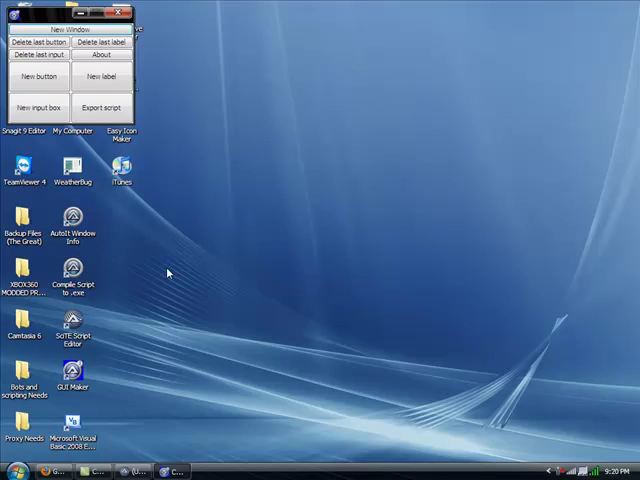 New Window
Delete last button
Delete last label
Delete last input
About
New button
New label
New input box
Export script
Snagit 9 Editor
My Computer
Easy Icon
Maker
TeamViewer 4
WeatherBug
iTunes
Backup Files
(The Great)
AutoIt Window
Info
XBOX360
MODDED PR...
Compile Script
to .exe
Camtasia 6
SciTE Script
Editor
Bots and
scripting Needs
GUI Maker
Proxy Needs
Microsoft Visual
Basic 2008 E...
G...
C...
(U...
C...
9:20 PM